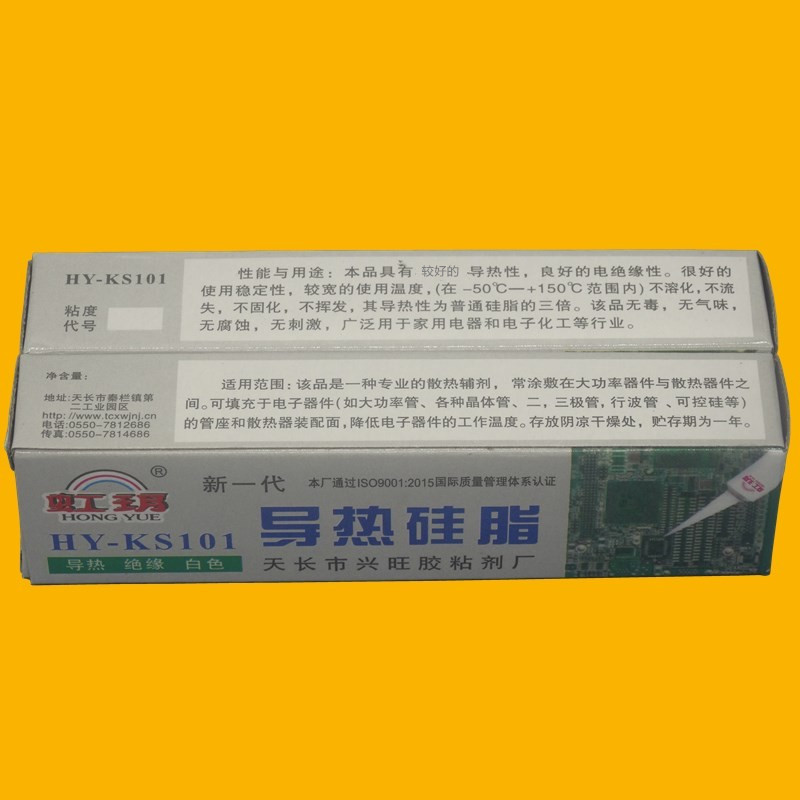 HY-KS101
粘度
代号
性能与用途：本品具有 较好的 导热性，良好的电绝缘性。很好的
使用稳定性，较宽的使用温度，(在 -50℃—+150℃ 范围内) 不溶化，不流
失，不固化，不挥发，其导热性为普通硅脂的三倍。该品无毒，无气味，
无腐蚀，无刺激，广泛用于家用电器和电子化工等行业。
净含量：
地址:天长市秦栏镇第
二工业园区
http://www.tcxwjnj.cn
电话:0550-7812686
传真:0550-7814686
适用范围：该品是一种专业的散热辅剂， 常涂敷在大功率器件与散热器件之
间。可填充于电子器件(如大功率管、各种晶体管、二，三极管，行波管 、可控硅等)
的管座和散热器装配面，降低电子器件的工作温度。存放阴凉干燥处，贮存期为一年。
虹玥®
HONG YUE
HY-KS101
导热 绝缘 白色
新一代 本厂通过ISO9001:2015国际质量管理体系认证
导热硅脂
天长市兴旺胶粘剂厂
虹玥